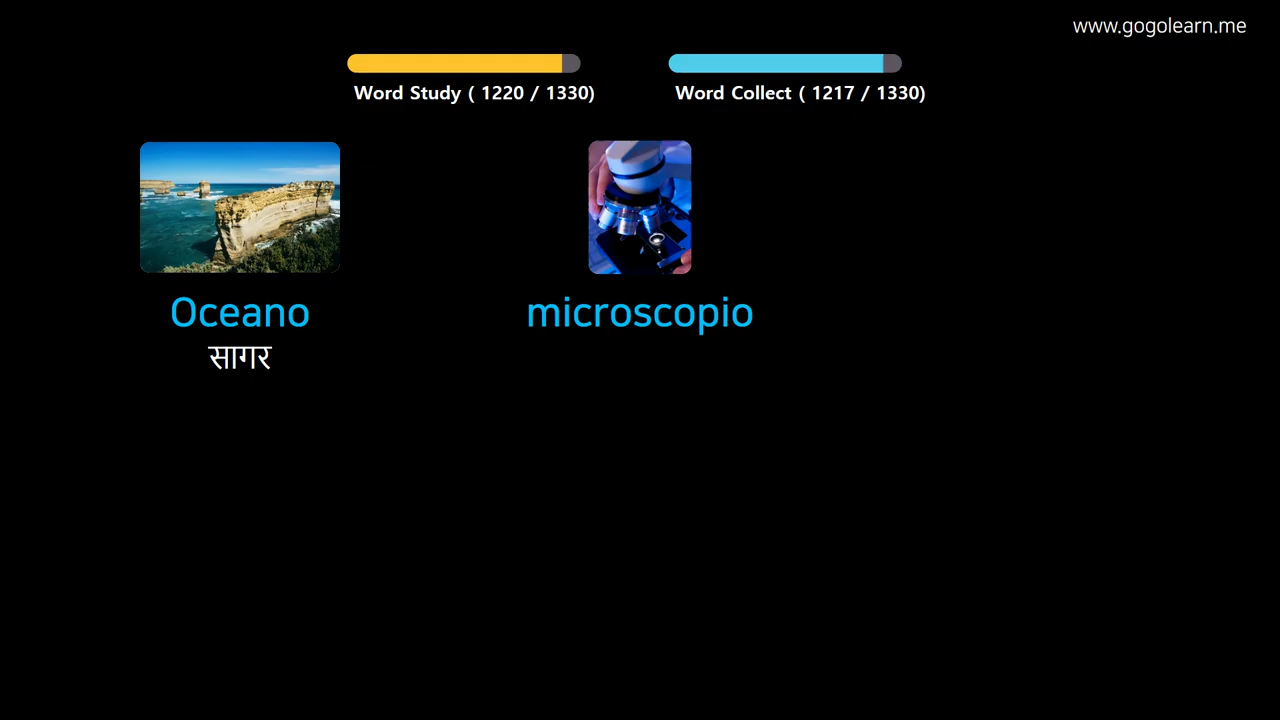 www.gogolearn.me
Word Study ( 1220 / 1330)
Word Collect ( 1217 / 1330)
Oceano
सागर
microscopio